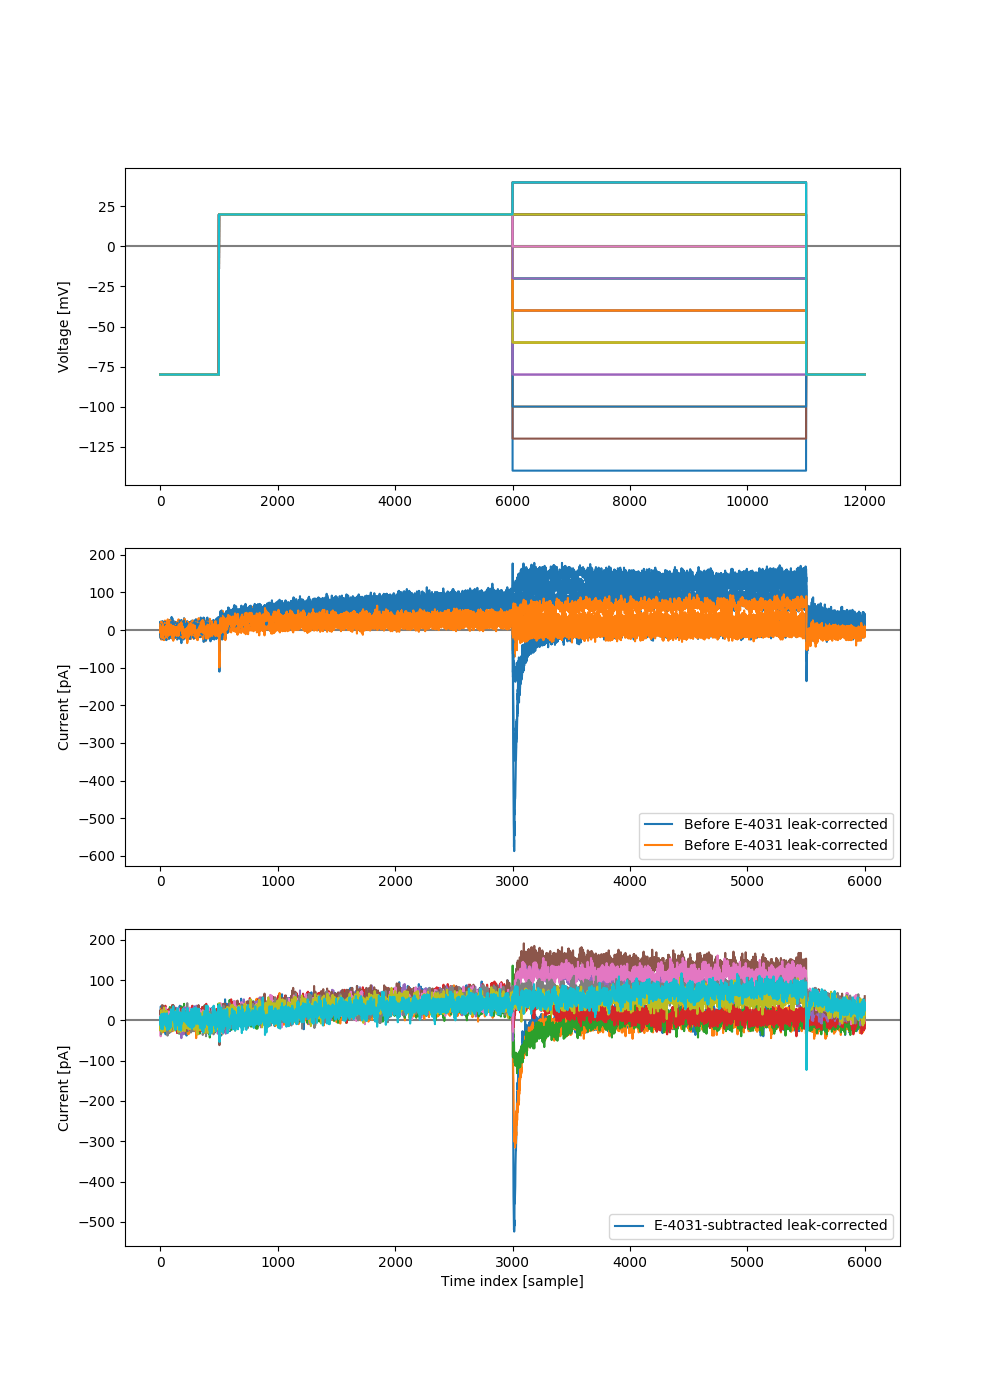 25
0
−25
−50
−75
−100
−125
Voltage [mV]
0 2000 4000 6000 8000 10000 12000
200
100
0
−100
−200
−300
−400
−500
−600
Current [pA]
Before E-4031 leak-corrected
Before E-4031 leak-corrected
0 1000 2000 3000 4000 5000 6000
200
100
0
−100
−200
−300
−400
−500
Current [pA]
E-4031-subtracted leak-corrected
0 1000 2000 3000 4000 5000 6000
Time index [sample]